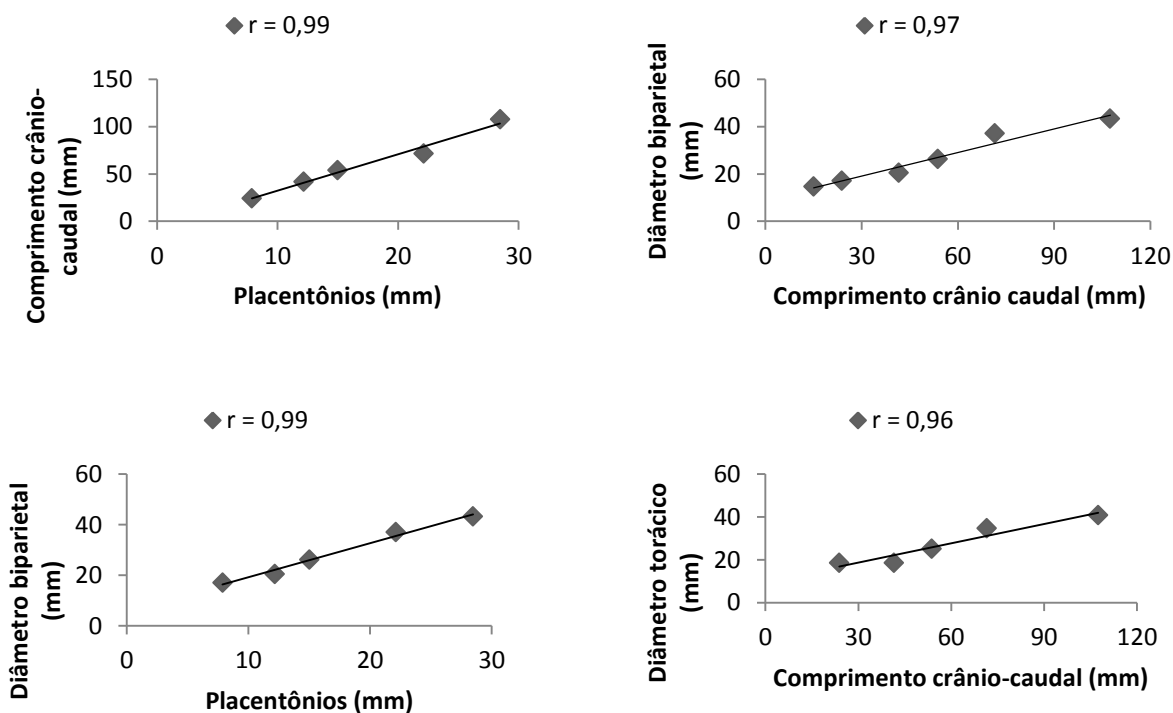 r = 0,99
Comprimento crânio-
caudal (mm)
150
100
50
0
0 10 20 30
Placentônios (mm)
r = 0,97
Diâmetro biparietal
(mm)
60
40
20
0
0 30 60 90 120
Comprimento crânio caudal (mm)
r = 0,99
Diâmetro biparietal
(mm)
60
40
20
0
0 10 20 30
Placentônios (mm)
r = 0,96
Diâmetro torácico
(mm)
60
40
20
0
0 30 60 90 120
Comprimento crânio-caudal (mm)